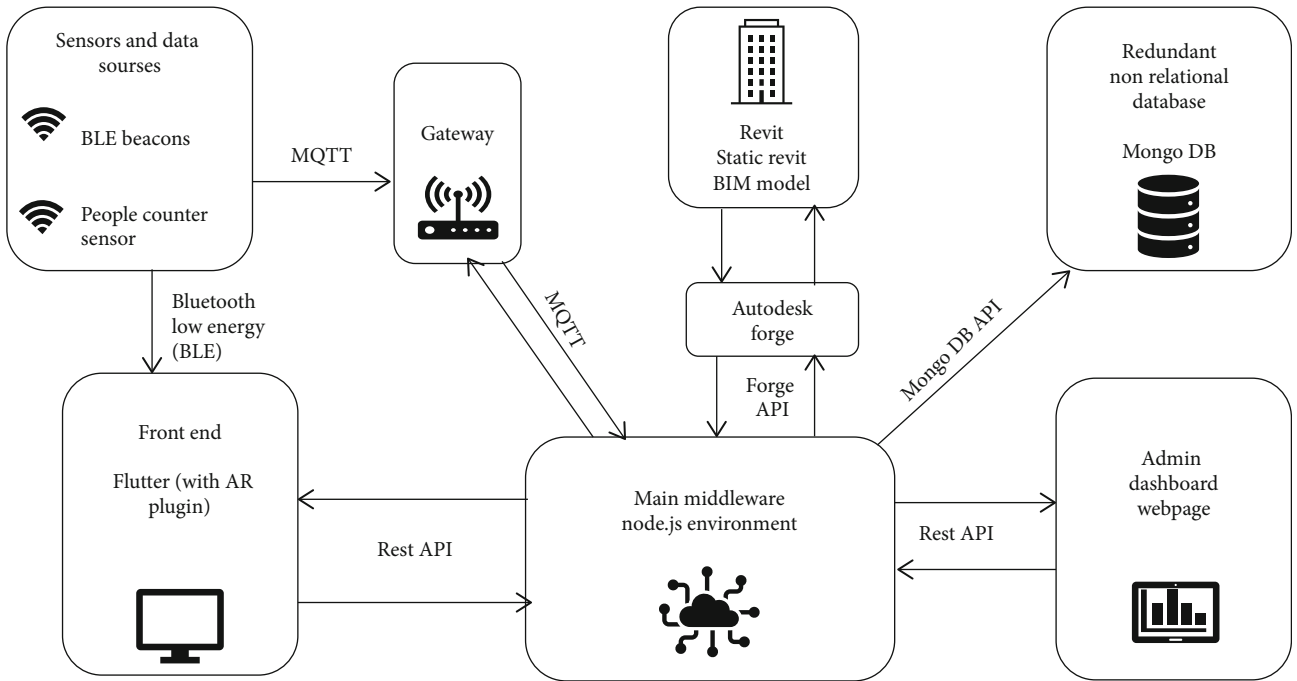 Sensors and data
sourses
BLE beacons
People counter
sensor
MQTT
Gateway
Revit
Static revit
BIM model
Redundant
non relational
database
Mongo DB
Bluetooth
low energy
(BLE)
MQTT
Autodesk
forge
Forge
API
Mongo DB API
Front end
Flutter (with AR
plugin)
Rest API
Main middleware
node.js environment
Rest API
Admin
dashboard
webpage